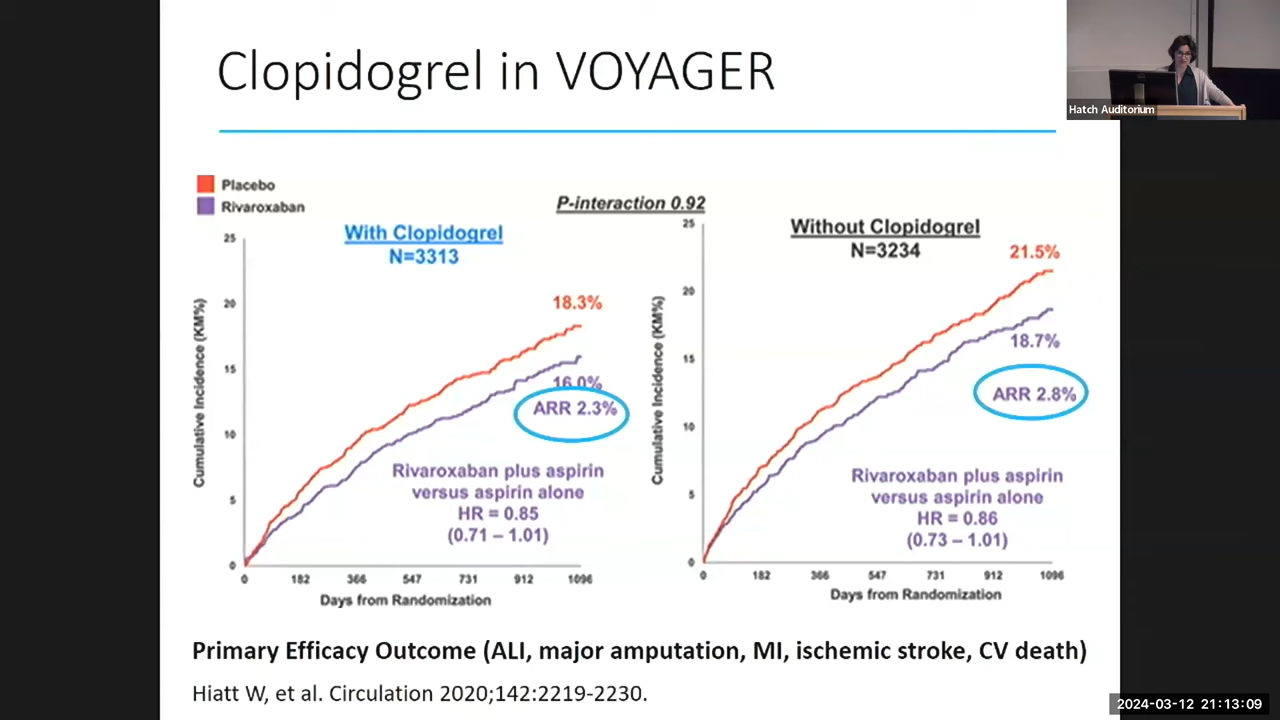 Clopidogrel in VOYAGER
Hatch Auditorium
Placebo
Rivaroxaban
P-interaction 0.92
With Clopidogrel
N=3313
25
20
15
10
5
0
Cumulative Incidence (KM%)
18.3%
16.0%
ARR 2.3%
Rivaroxaban plus aspirin
versus aspirin alone
HR = 0.85
(0.71 – 1.01)
0 182 366 547 731 912 1096
Days from Randomization
Without Clopidogrel
N=3234
25
20
15
10
5
0
Cumulative Incidence (KM%)
21.5%
18.7%
ARR 2.8%
Rivaroxaban plus aspirin
versus aspirin alone
HR = 0.86
(0.73 – 1.01)
0 182 366 547 731 912 1096
Days from Randomization
Primary Efficacy Outcome (ALI, major amputation, MI, ischemic stroke, CV death)
Hiatt W, et al. Circulation 2020;142:2219-2230.
2024-03-12 21:13:09